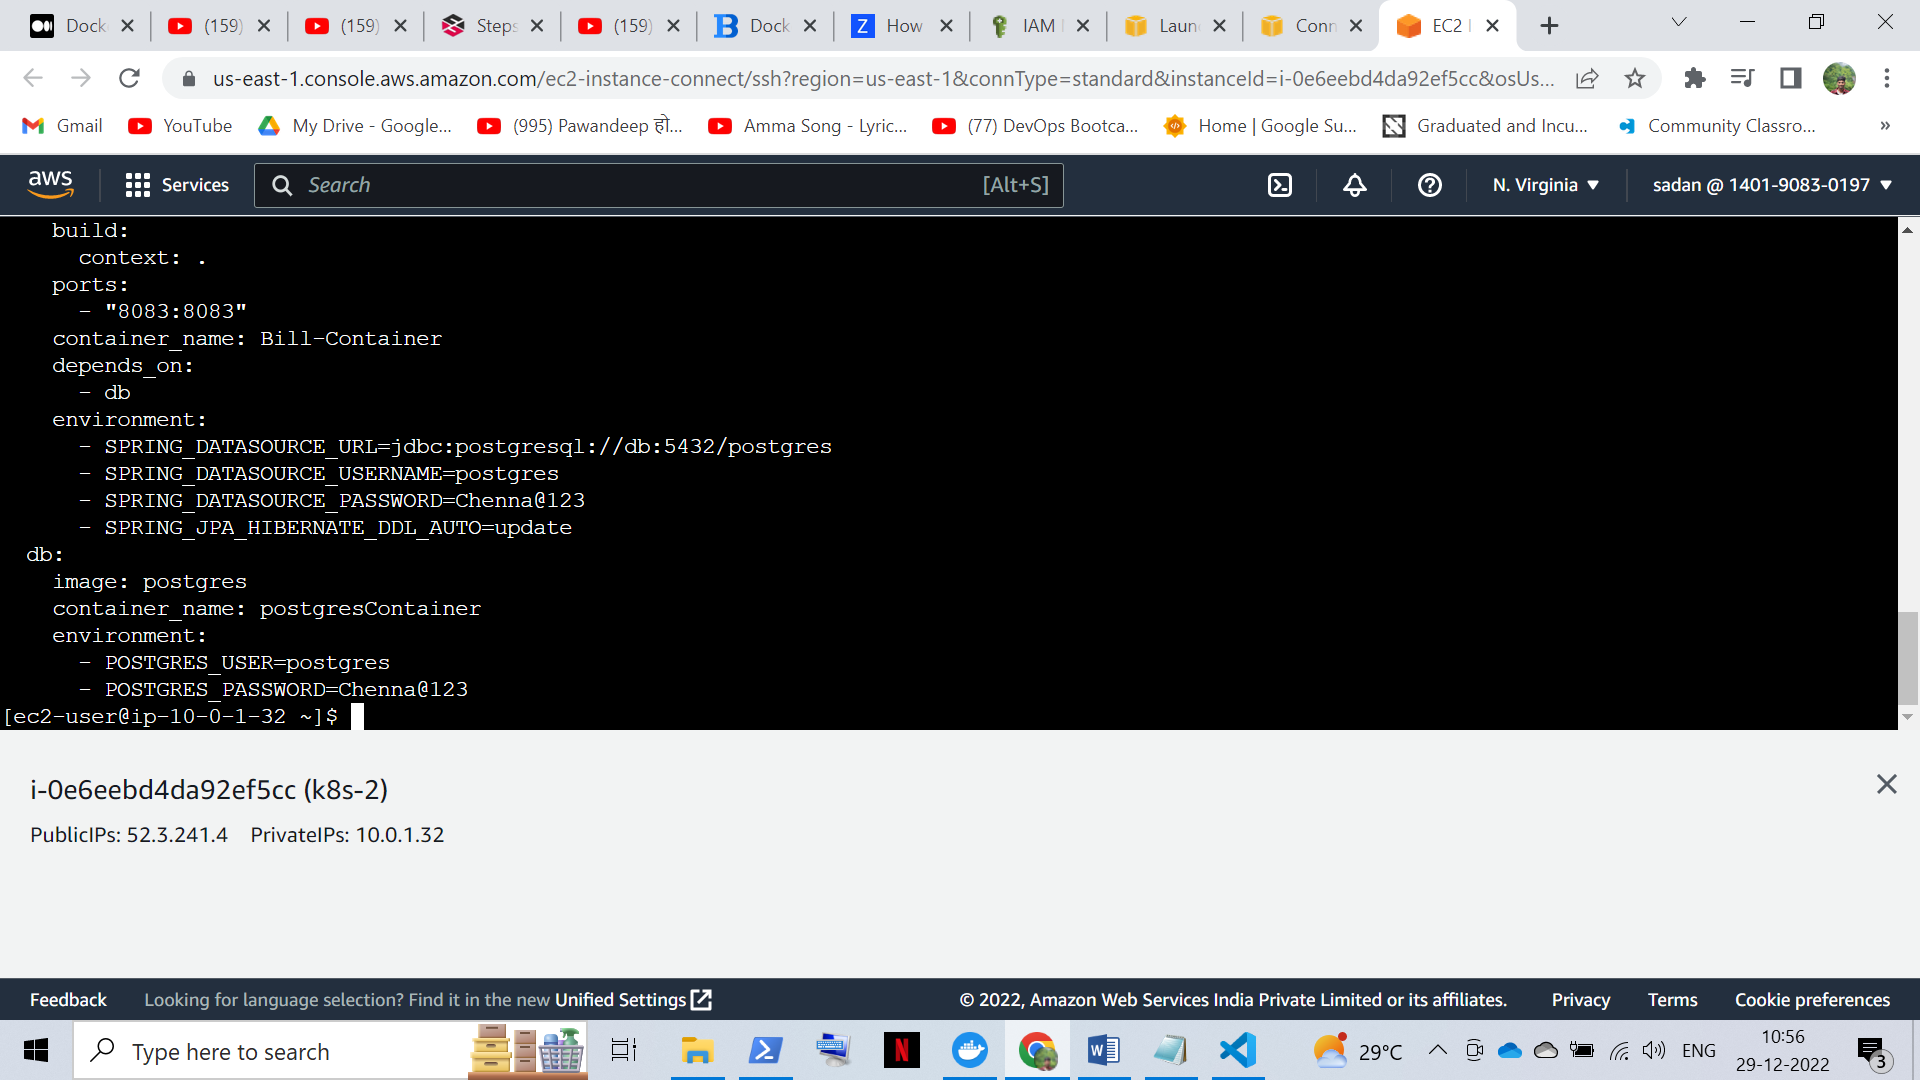 Dock
(159)
(159)
Steps
(159)
Dock
How
IAM
Laun
Conn
EC2
us-east-1.console.aws.amazon.com/ec2-instance-connect/ssh?region=us-east-1&connType=standard&instanceId=i-0e6eebd4da92ef5cc&osUs...
Gmail
YouTube
My Drive - Google...
(995) Pawandeep हो...
Amma Song - Lyric...
(77) DevOps Bootca...
Home | Google Su...
Graduated and Incu...
Community Classro...
»
aws
Services
Search
[Alt+S]
N. Virginia
sadan @ 1401-9083-0197
build:
context: .
ports:
- "8083:8083"
container_name: Bill-Container
depends_on:
- db
environment:
- SPRING_DATASOURCE_URL=jdbc:postgresql://db:5432/postgres
- SPRING_DATASOURCE_USERNAME=postgres
- SPRING_DATASOURCE_PASSWORD=Chenna@123
- SPRING_JPA_HIBERNATE_DDL_AUTO=update
db:
image: postgres
container_name: postgresContainer
environment:
- POSTGRES_USER=postgres
- POSTGRES_PASSWORD=Chenna@123
[ec2-user@ip-10-0-1-32 ~]$
i-0e6eebd4da92ef5cc (k8s-2)
PublicIPs: 52.3.241.4 PrivateIPs: 10.0.1.32
Feedback
Looking for language selection? Find it in the new Unified Settings
© 2022, Amazon Web Services India Private Limited or its affiliates.
Privacy
Terms
Cookie preferences
Type here to search
29°C
ENG
10:56
29-12-2022
3